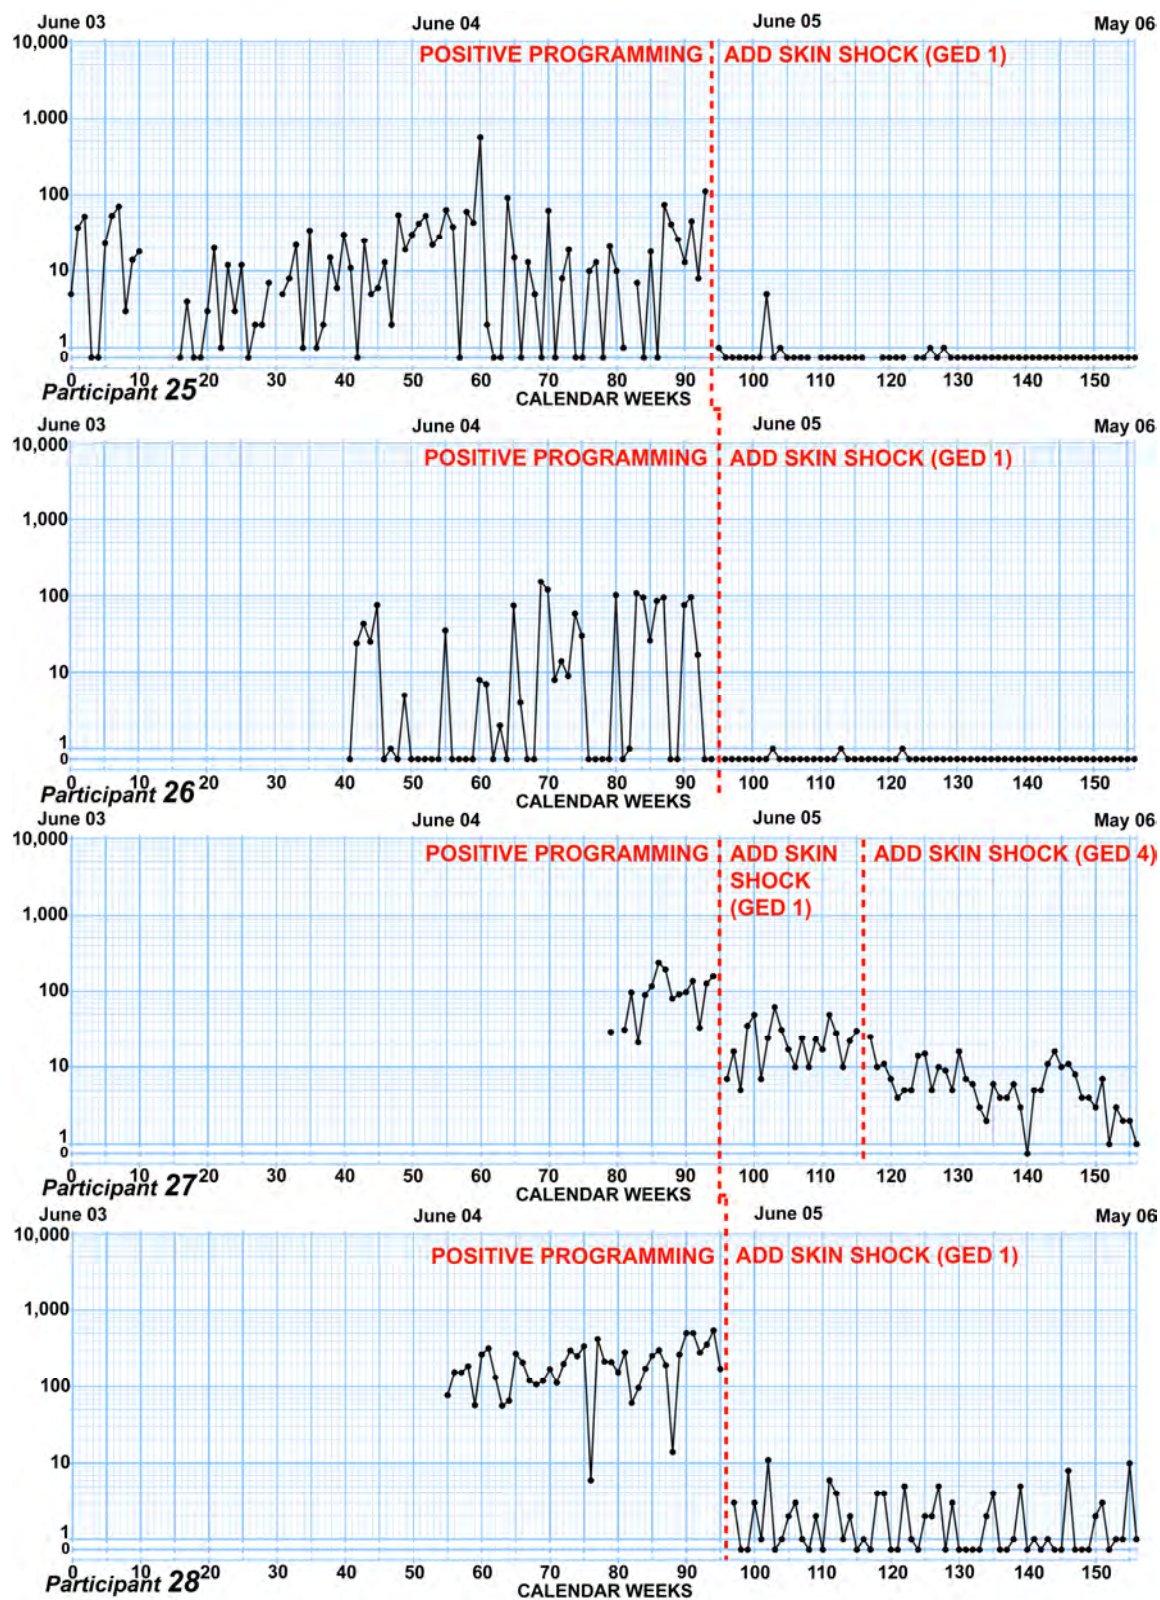 June 03 June 04 June 05 May 06
10,000
POSITIVE PROGRAMMING ADD SKIN SHOCK (GED 1)
1,000
100
10
1
0
0 10 20 30 40 50 60 70 80 90 100 110 120 130 140 150
Participant 25 CALENDAR WEEKS
June 03 June 04 June 05 May 06
10,000
POSITIVE PROGRAMMING ADD SKIN SHOCK (GED 1)
1,000
100
10
1
0
0 10 20 30 40 50 60 70 80 90 100 110 120 130 140 150
Participant 26 CALENDAR WEEKS
June 03 June 04 June 05 May 06
10,000
POSITIVE PROGRAMMING ADD SKIN ADD SKIN SHOCK (GED 4)
SHOCK
1,000 (GED 1)
100
10
1
0
0 10 20 30 40 50 60 70 80 90 100 110 120 130 140 150
Participant 27 CALENDAR WEEKS
June 03 June 04 June 05 May 06
10,000
POSITIVE PROGRAMMING ADD SKIN SHOCK (GED 1)
1,000
100
10
1
0
0 10 20 30 40 50 60 70 80 90 100 110 120 130 140 150
Participant 28 CALENDAR WEEKS